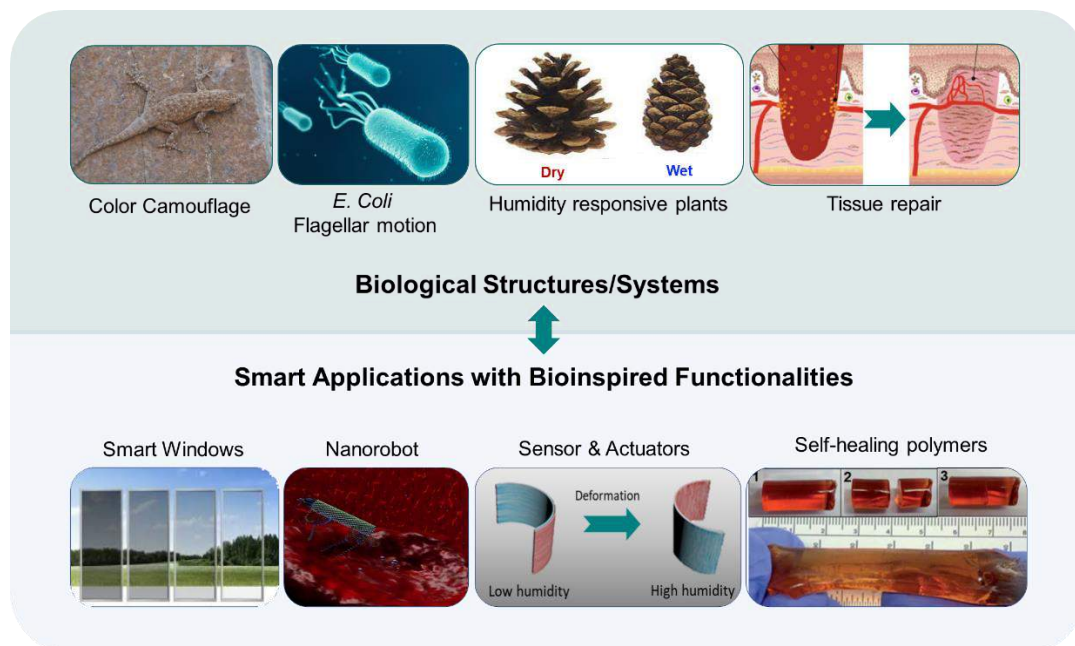 Dry
Wet
Color Camouflage
E. Coli
Flagellar motion
Humidity responsive plants
Tissue repair
Biological Structures/Systems
Smart Applications with Bioinspired Functionalities
Smart Windows
Nanorobot
Sensor & Actuators
Self-healing polymers
Deformation
Low humidity
High humidity
1
2
3